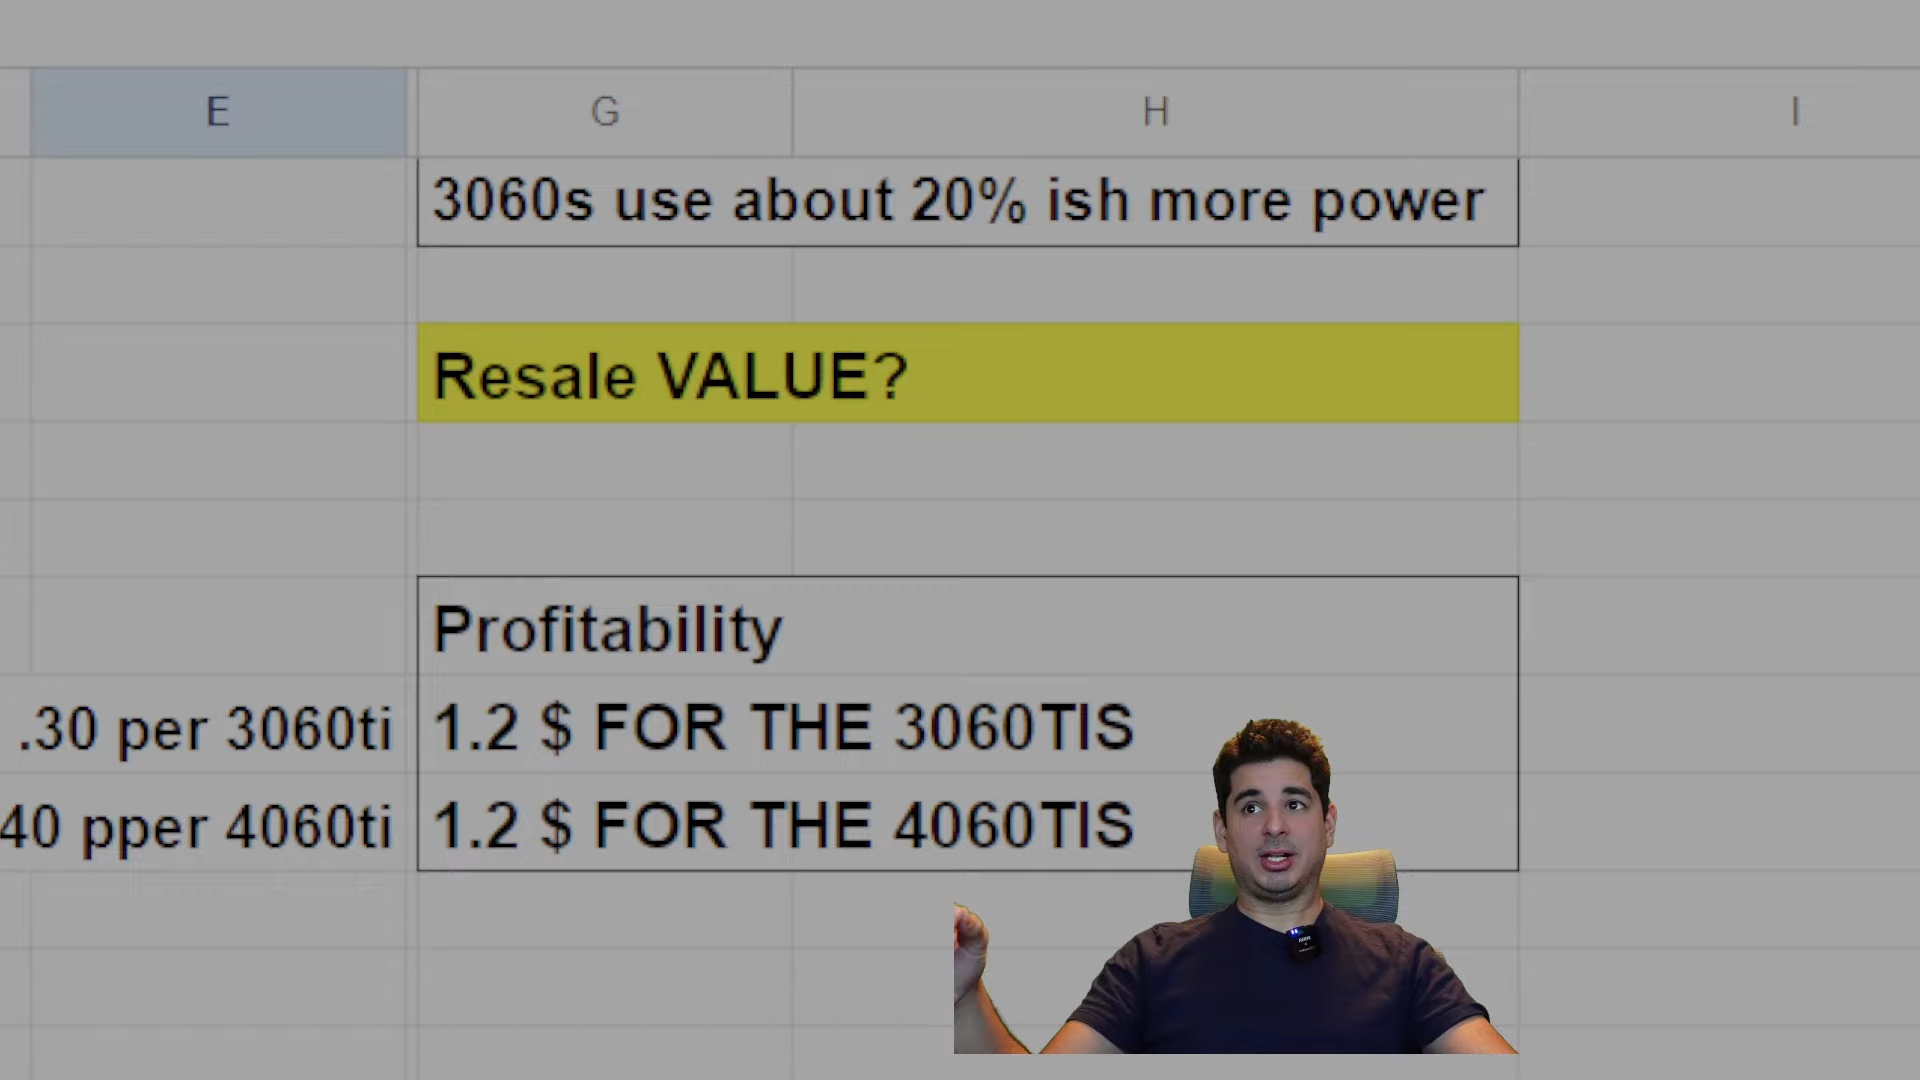 E G H I
3060s use about 20% ish more power
Resale VALUE?
Profitability
.30 per 3060ti 1.2 $ FOR THE 3060TIS
40 pper 4060ti 1.2 $ FOR THE 4060TIS